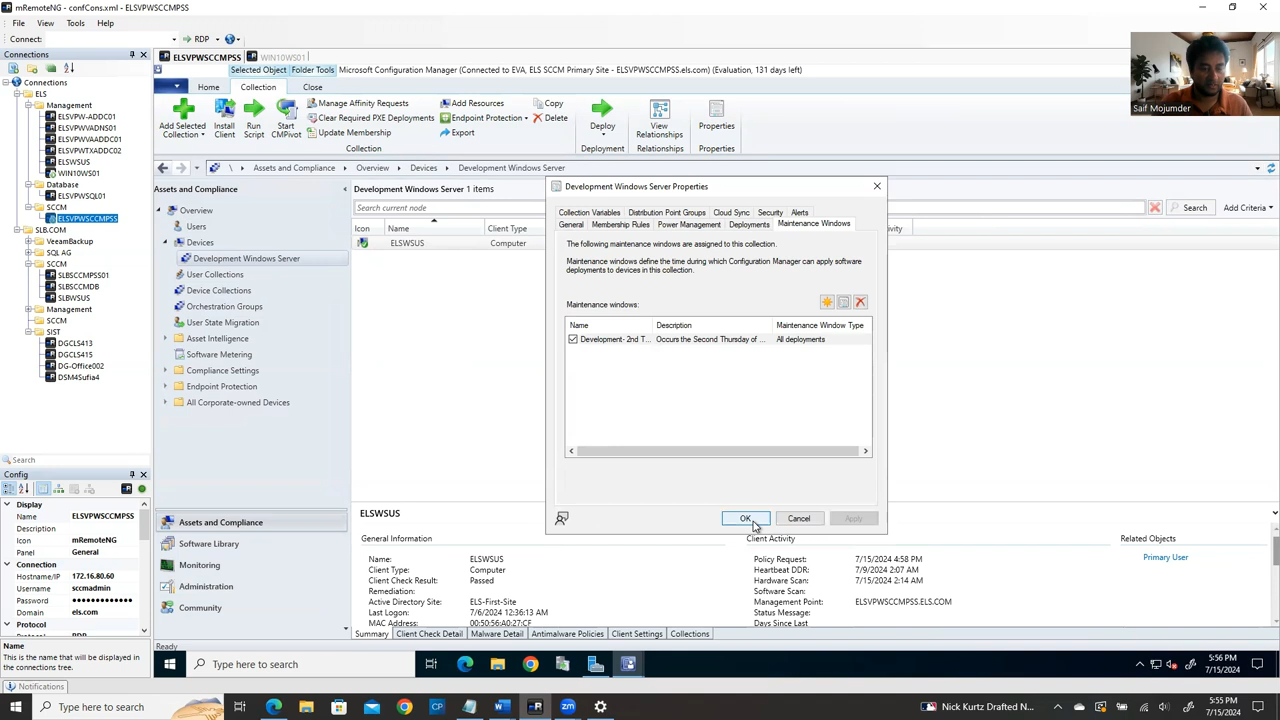 mRemoteNG - confCons.xml - ELSVPWSCCMPSS
File View Tools Help
Connect: RDP
Connections
Connections
ELS
Management
ELSVPW-ADDC01
ELSVPWVADNS01
ELSVPWVAADDC01
ELSVPWTXADDC02
ELSWSUS
WIN10WS01
Database
ELSVPWSQL01
SCCM
ELSVPWSCCMPSS
SLB.COM
VeeamBackup
SQL AG
SCCM
SLBSCCMPSS01
SLBSCCMDB
SLBWSUS
Management
SCCM
SIST
DGCLS413
DGCLS415
DG-Office002
DSM4Sufia4
Search
Config
Display
Name ELSVPWSCCMPSS
Description
Icon mRemoteNG
Panel General
Connection
Hostname/IP 172.16.80.60
Username sccmadmin
Password ••••••••••••
Domain els.com
Protocol
Protocol RDP
Name
This is the name that will be displayed in the connections tree.
Notifications
ELSVPWSCCMPSS WIN10WS01
Selected Object Folder Tools Microsoft Configuration Manager (Connected to EVA, ELS SCCM Primary Site - ELSVPWSCCMPSS.els.com) (Evaluation, 131 days left)
Home Collection Close
Add Selected Collection
Install Client
Run Script
Start CMPivot
Manage Affinity Requests
Clear Required PXE Deployments
Update Membership
Add Resources
Endpoint Protection
Export
Copy
Delete
Collection
Deploy
Deployment
View Relationships
Relationships
Properties
Properties
\ Assets and Compliance Overview Devices Development Windows Server
Assets and Compliance
Overview
Users
Devices
Development Windows Server
User Collections
Device Collections
Orchestration Groups
User State Migration
Asset Intelligence
Software Metering
Compliance Settings
Endpoint Protection
All Corporate-owned Devices
Assets and Compliance
Software Library
Monitoring
Administration
Community
Ready
Development Windows Server 1 items
Search current node
Search Add Criteria
Icon Name Client Type
ELSWSUS Computer
Development Windows Server Properties
Collection Variables Distribution Point Groups Cloud Sync Security Alerts
General Membership Rules Power Management Deployments Maintenance Windows
The following maintenance windows are assigned to this collection.
Maintenance windows define the time during which Configuration Manager can apply software
deployments to devices in this collection.
Maintenance windows:
Name Description Maintenance Window Type
Development- 2nd T... Occurs the Second Thursday of ... All deployments
OK Cancel Apply
ELSWSUS
General Information
Name: ELSWSUS
Client Type: Computer
Client Check Result: Passed
Remediation:
Active Directory Site: ELS-First-Site
Last Logon: 7/6/2024 12:36:13 AM
MAC Address: 00:50:56:A0:27:CF
Client Activity
Policy Request: 7/15/2024 4:58 PM
Heartbeat DDR: 7/9/2024 2:07 AM
Hardware Scan: 7/15/2024 2:14 AM
Software Scan:
Management Point: ELSVPWSCCMPSS.ELS.COM
Status Message:
Days Since Last
Related Objects
Primary User
Summary Client Check Detail Malware Detail Antimalware Policies Client Settings Collections
Type here to search
5:56 PM
7/15/2024
Type here to search
Nick Kurtz Drafted N...
5:55 PM
7/15/2024
Saif Mojumder